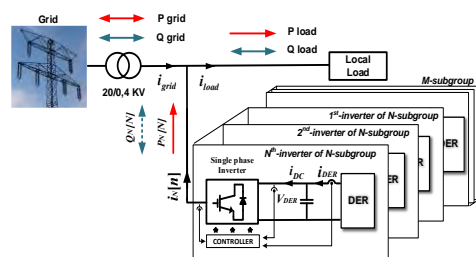 Grid
P grid
Q grid
P load
Q load
Local
Load
20/0,4 KV
i_grid
i_load
M-subgroup
1st-inverter of N-subgroup
2nd-inverter of N-subgroup
Nth-inverter of N-subgroup
Q_N[N]
P_N[N]
i_N[n]
Single phase
Inverter
i_DC
i_DER
V_DER
DER
DER
DER
CONTROLLER